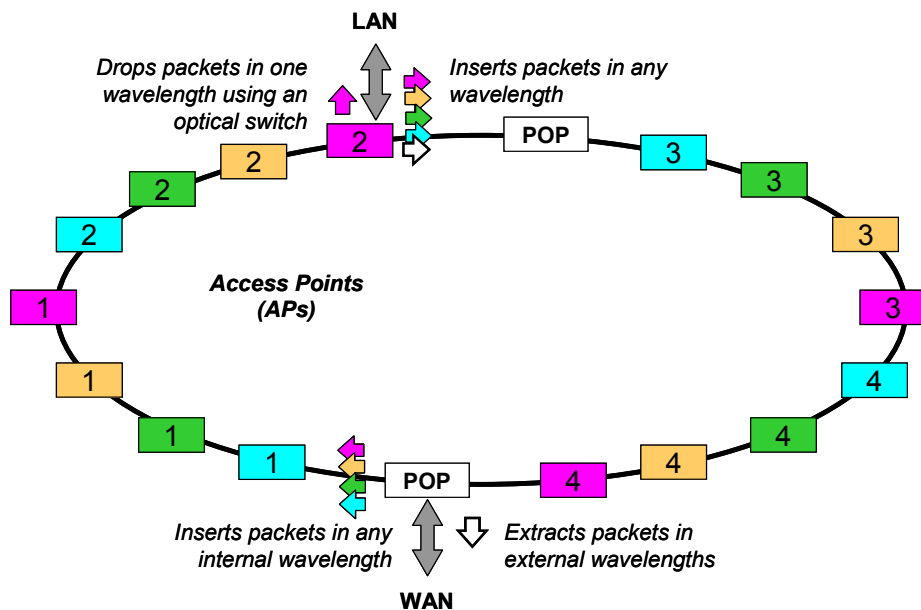 LAN
Drops packets in one
wavelength using an
optical switch
Inserts packets in any
wavelength
2
POP
3
2
3
2
2
3
Access Points
(APs)
1
3
1
4
1
4
1
POP
4
4
Inserts packets in any
internal wavelength
Extracts packets in
external wavelengths
WAN